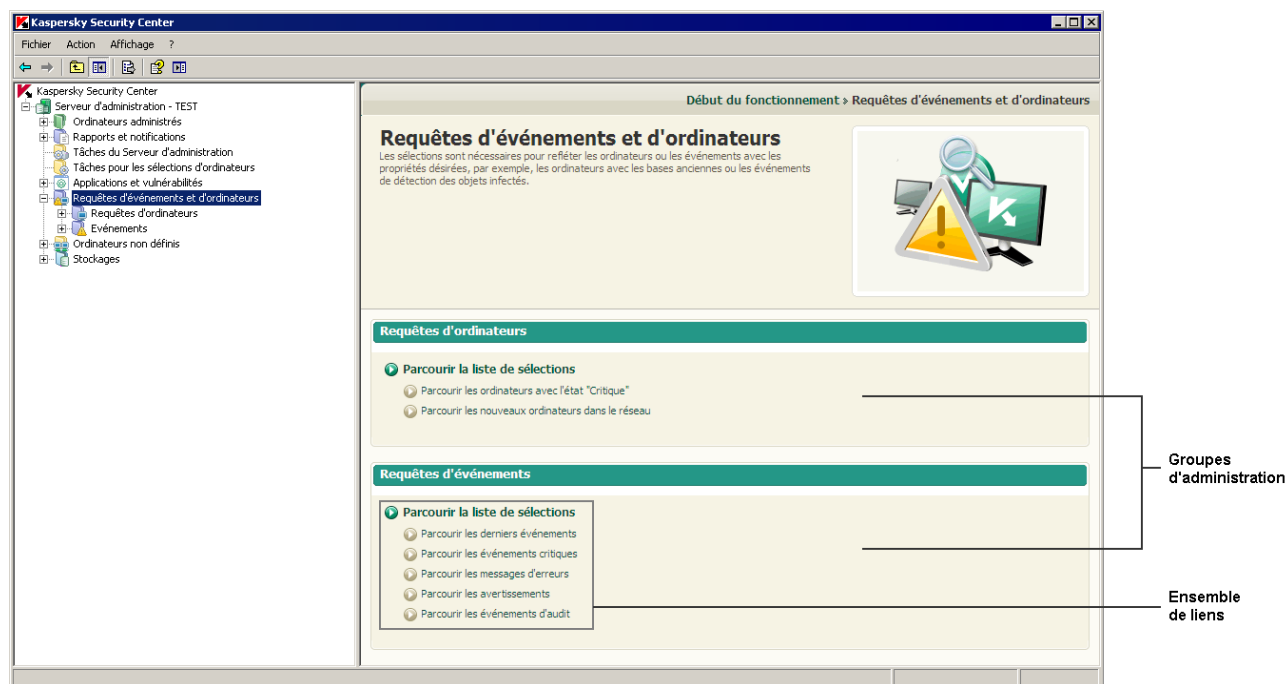 Kaspersky Security Center
Fichier Action Affichage ?
Kaspersky Security Center
Serveur d'administration - TEST
Ordinateurs administrés
Rapports et notifications
Tâches du Serveur d'administration
Tâches pour les sélections d'ordinateurs
Applications et vulnérabilités
Requêtes d'événements et d'ordinateurs
Requêtes d'ordinateurs
Evénements
Ordinateurs non définis
Stockages
Début du fonctionnement › Requêtes d'événements et d'ordinateurs
Requêtes d'événements et d'ordinateurs
Les sélections sont nécessaires pour refléter les ordinateurs ou les événements avec les
propriétés désirées, par exemple, les ordinateurs avec les bases anciennes ou les événements
de détection des objets infectés.
Requêtes d'ordinateurs
Parcourir la liste de sélections
Parcourir les ordinateurs avec l'état "Critique"
Parcourir les nouveaux ordinateurs dans le réseau
Requêtes d'événements
Parcourir la liste de sélections
Parcourir les derniers événements
Parcourir les événements critiques
Parcourir les messages d'erreurs
Parcourir les avertissements
Parcourir les événements d'audit
Groupes
d'administration
Ensemble
de liens